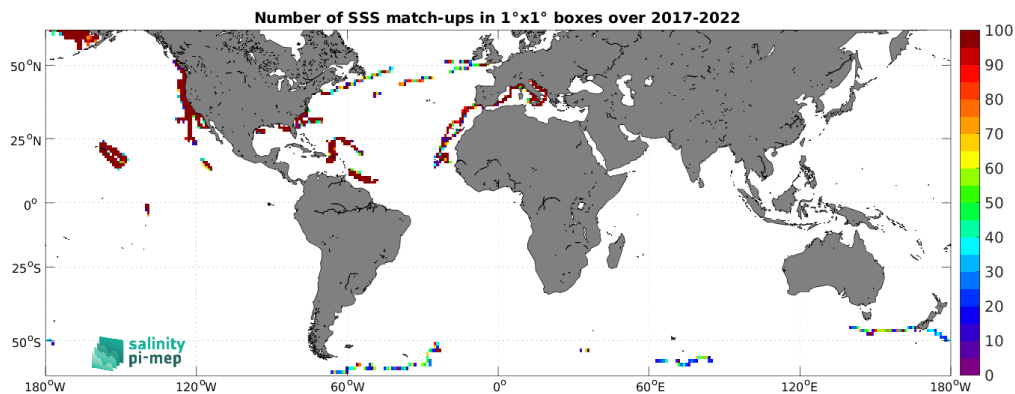 Number of SSS match-ups in 1°x1° boxes over 2017-2022
100
90
80
70
60
50
40
30
20
10
0
50°N
25°N
0°
25°S
50°S
salinity
pi-mep
180°W 120°W 60°W 0° 60°E 120°E 180°W